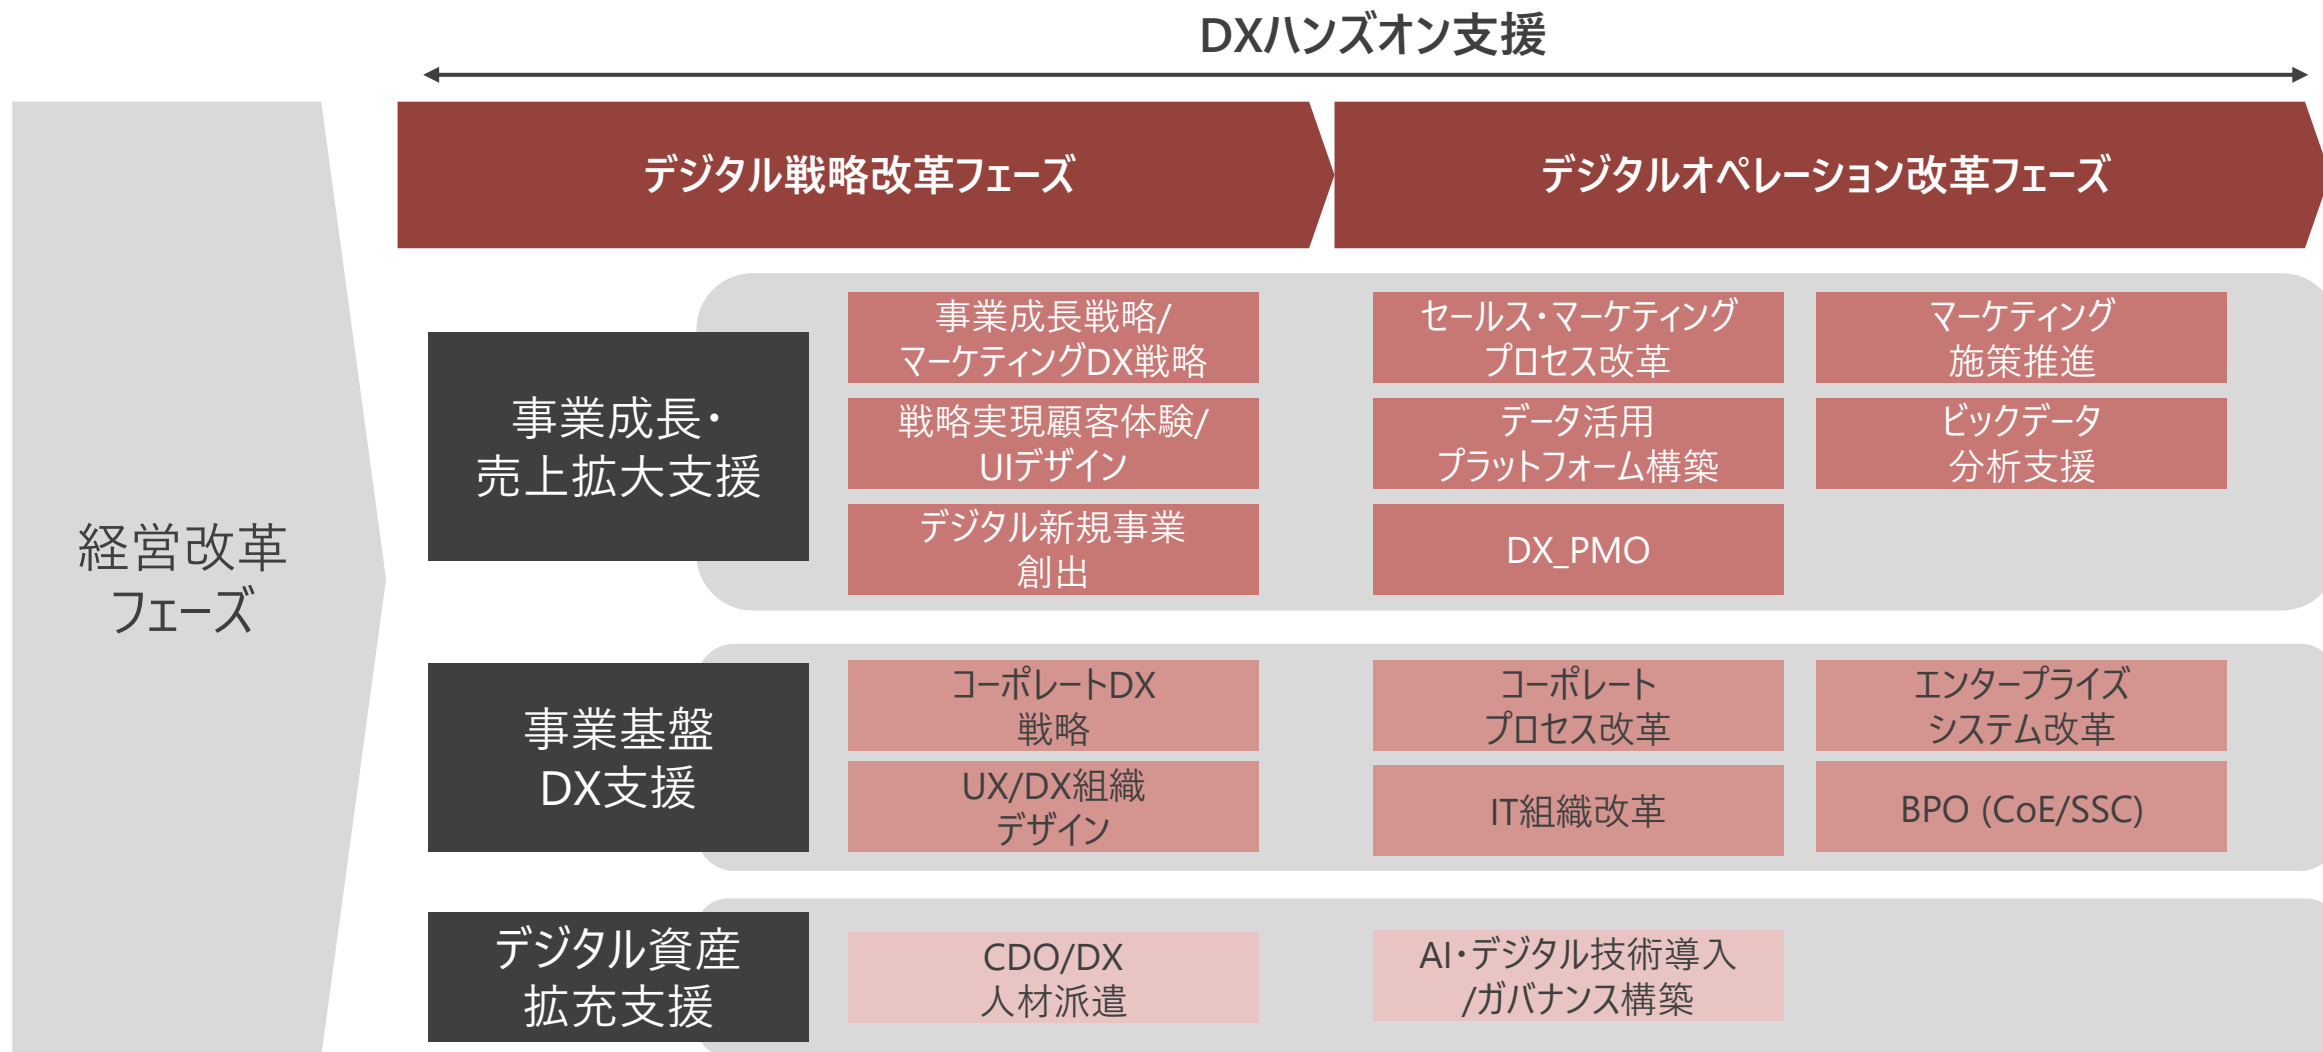 DXハンズオン支援
デジタル戦略改革フェーズ
デジタルオペレーション改革フェーズ
経営改革
フェーズ
事業成長・
売上拡大支援
事業成長戦略/
マーケティングDX戦略
セールス・マーケティング
プロセス改革
マーケティング
施策推進
戦略実現顧客体験/
UIデザイン
データ活用
プラットフォーム構築
ビックデータ
分析支援
デジタル新規事業
創出
DX_PMO
事業基盤
DX支援
コーポレートDX
戦略
コーポレート
プロセス改革
エンタープライズ
システム改革
UX/DX組織
デザイン
IT組織改革
BPO (CoE/SSC)
デジタル資産
拡充支援
CDO/DX
人材派遣
AI・デジタル技術導入
/ガバナンス構築